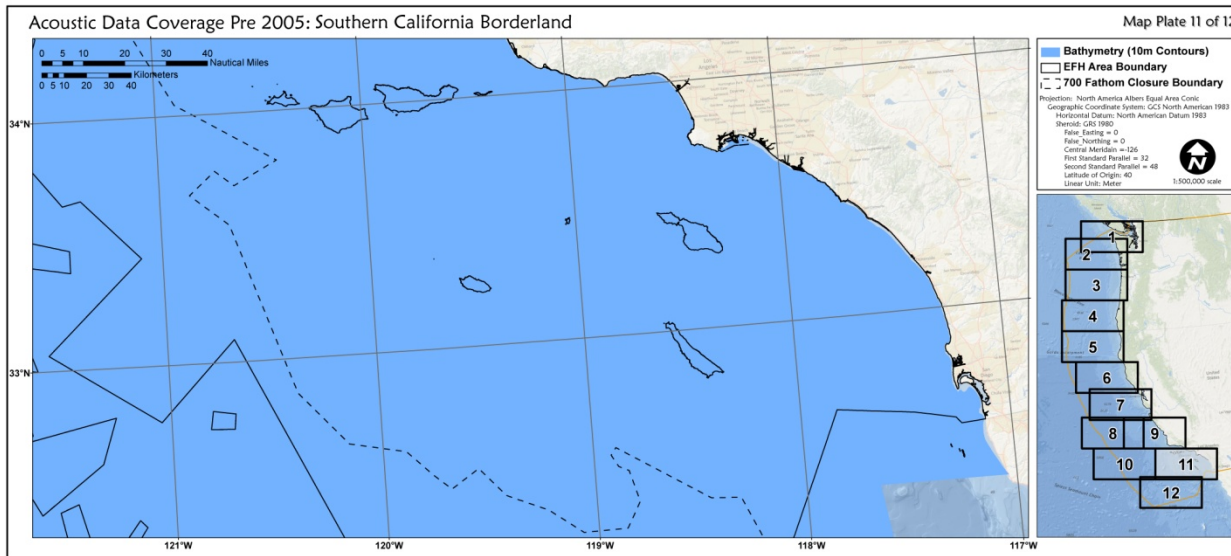 Acoustic Data Coverage Pre 2005: Southern California Borderland
Map Plate 11 of 12
0 5 10 20 30 40
Nautical Miles
0 5 10 20 30 40
Kilometers
34°N
33°N
121°W
120°W
119°W
118°W
117°W
Los Angeles
San Diego
Bathymetry (10m Contours)
EFH Area Boundary
700 Fathom Closure Boundary
Projection: North America Albers Equal Area Conic
Geographic Coordinate System: GCS North American 1983
Horizontal Datum: North American Datum 1983
Sheroid: GRS 1980
False_Easting = 0
False_Northing = 0
Central Meridain =-126
First Standard Parallel = 32
Second Standard Parallel = 48
Latitude of Origin: 40
Linear Unit: Meter
N
1:500,000 scale
1
2
3
4
5
6
7
8
9
10
11
12